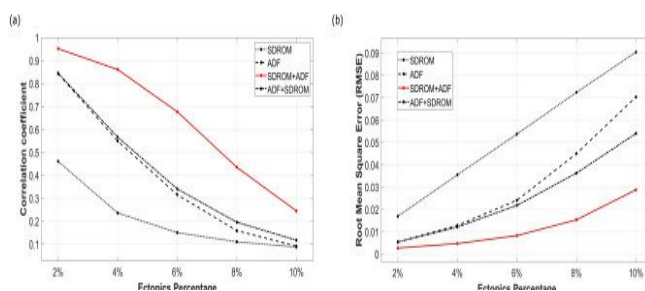 (a)
Correlation coefficient
1
0.9
0.8
0.7
0.6
0.5
0.4
0.3
0.2
0.1
2% 4% 6% 8% 10%
Ectopics Percentage
SDROM
ADF
SDROM+ADF
ADF+SDROM
(b)
Root Mean Square Error (RMSE)
0.09
0.08
0.07
0.06
0.05
0.04
0.03
0.02
0.01
0
2% 4% 6% 8% 10%
Ectopics Percentage
SDROM
ADF
SDROM+ADF
ADF+SDROM